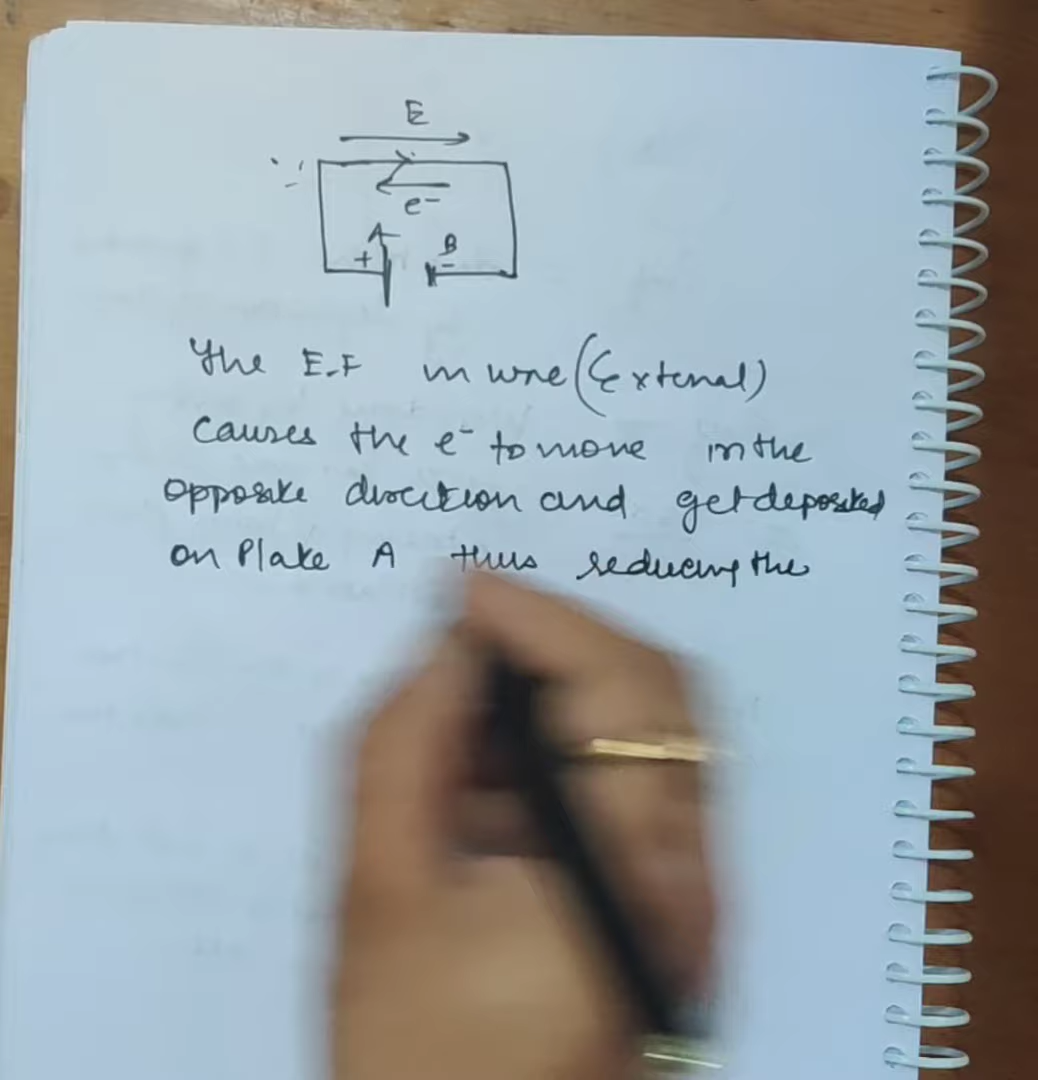 E
e-
A
B
+
-
The E.F in wire (External)
causes the e- to move in the
opposite direction and get deposited
on Plate A thus reducing the